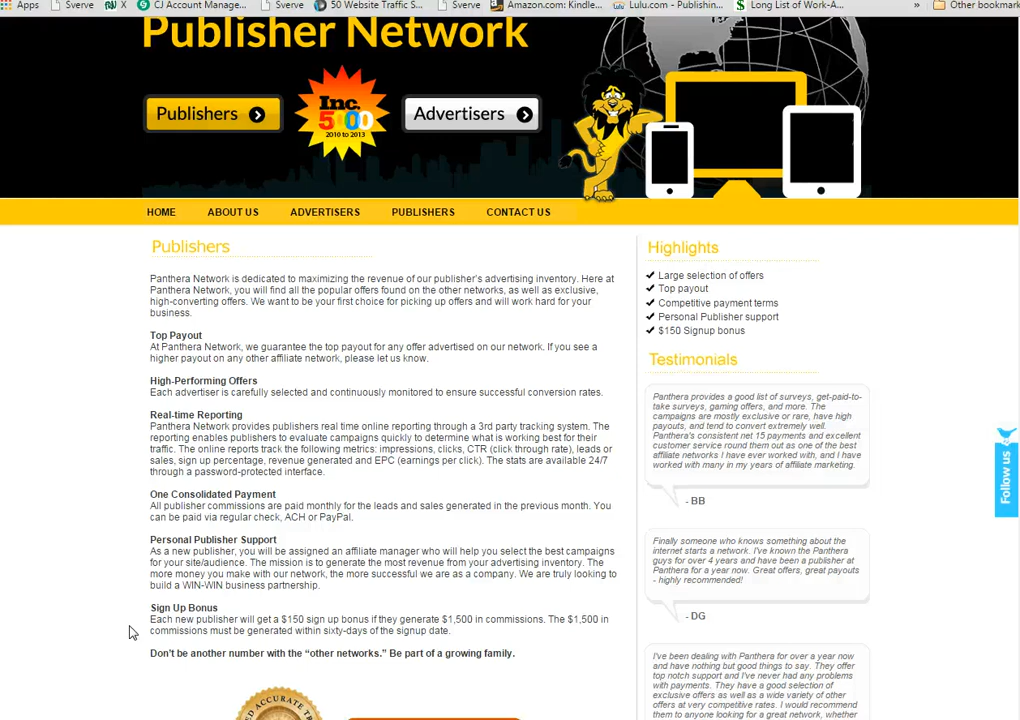 Apps
Sverve
X
CJ Account Manage...
Sverve
50 Website Traffic S...
Sverve
Amazon.com: Kindle...
Lulu.com - Publishin...
Long List of Work-A...
»
Other bookmark
Publisher Network
Publishers
Inc.
5000
2010 to 2013
Advertisers
HOME
ABOUT US
ADVERTISERS
PUBLISHERS
CONTACT US
Publishers
Panthera Network is dedicated to maximizing the revenue of our publisher's advertising inventory. Here at
Panthera Network, you will find all the popular offers found on the other networks, as well as exclusive,
high-converting offers. We want to be your first choice for picking up offers and will work hard for your
business.
Top Payout
At Panthera Network, we guarantee the top payout for any offer advertised on our network. If you see a
higher payout on any other affiliate network, please let us know.
High-Performing Offers
Each advertiser is carefully selected and continuously monitored to ensure successful conversion rates.
Real-time Reporting
Panthera Network provides publishers real time online reporting through a 3rd party tracking system. The
reporting enables publishers to evaluate campaigns quickly to determine what is working best for their
traffic. The online reports track the following metrics: impressions, clicks, CTR (click through rate), leads or
sales, sign up percentage, revenue generated and EPC (earnings per click). The stats are available 24/7
through a password-protected interface.
One Consolidated Payment
All publisher commissions are paid monthly for the leads and sales generated in the previous month. You
can be paid via regular check, ACH or PayPal.
Personal Publisher Support
As a new publisher, you will be assigned an affiliate manager who will help you select the best campaigns
for your site/audience. The mission is to generate the most revenue from your advertising inventory. The
more money you make with our network, the more successful we are as a company. We are truly looking to
build a WIN-WIN business partnership.
Sign Up Bonus
Each new publisher will get a $150 sign up bonus if they generate $1,500 in commissions. The $1,500 in
commissions must be generated within sixty-days of the signup date.
Don't be another number with the "other networks." Be part of a growing family.
ED ACCURATE TR
Highlights
Large selection of offers
Top payout
Competitive payment terms
Personal Publisher support
$150 Signup bonus
Testimonials
Panthera provides a good list of surveys, get-paid-to-
take surveys, gaming offers, and more. The
campaigns are mostly exclusive or rare, have high
payouts, and tend to convert extremely well.
Panthera's consistent net 15 payments and excellent
customer service round them out as one of the best
affiliate networks I have ever worked with, and I have
worked with many in my years of affiliate marketing.
- BB
Finally someone who knows something about the
internet starts a network. I've known the Panthera
guys for over 4 years and have been a publisher at
Panthera for a year now. Great offers, great payouts
- highly recommended!
- DG
I've been dealing with Panthera for over a year now
and have nothing but good things to say. They offer
top notch support and I've never had any problems
with payments. They have a good selection of
exclusive offers as well as a wide variety of other
offers at very competitive rates. I would recommend
them to anyone looking for a great network, whether
Follow us